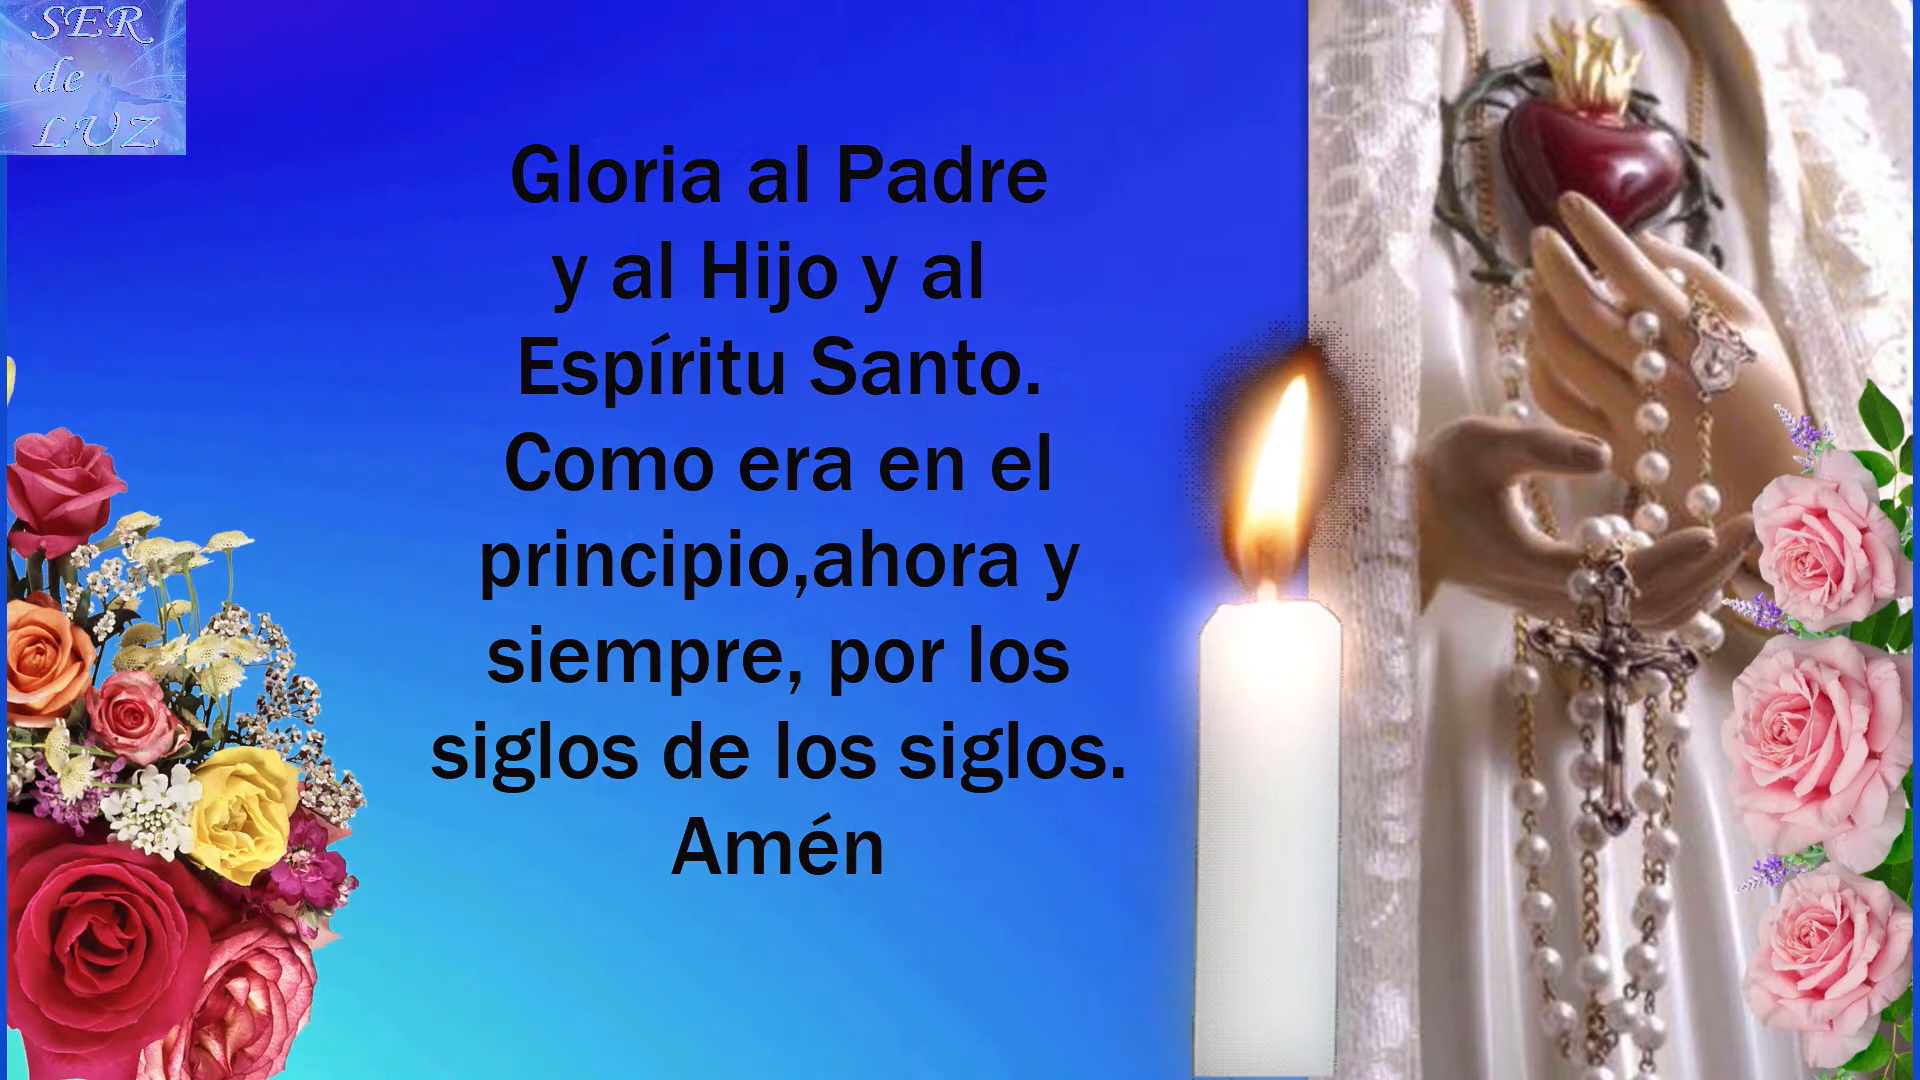 SER
de
LUZ
Gloria al Padre
y al Hijo y al
Espíritu Santo.
Como era en el
principio,ahora y
siempre, por los
siglos de los siglos.
Amén